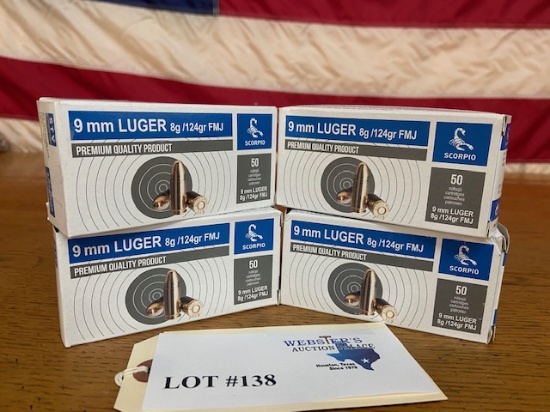 9 mm LUGER 8g /124gr FMJ
PREMIUM QUALITY PRODUCT
SCORPIO
50
9 mm LUGER
8g /124gr FMJ
9 mm LUGER 8g /124gr FMJ
PREMIUM QUALITY PRODUCT
SCORPIO
50
9 mm LUGER
8g /124gr FMJ
STV
9 mm LUGER 8g /124gr FMJ
PREMIUM QUALITY PRODUCT
SCORPIO
50
9 mm LUGER
8g /124gr FMJ
9 mm LUGER 8g /124gr FMJ
PREMIUM QUALITY PRODUCT
SCORPIO
50
9 mm LUGER
8g /124gr FMJ
WEBSTER'S
AUCTION PALACE
Houston, Texas
Since 1979
LOT #138